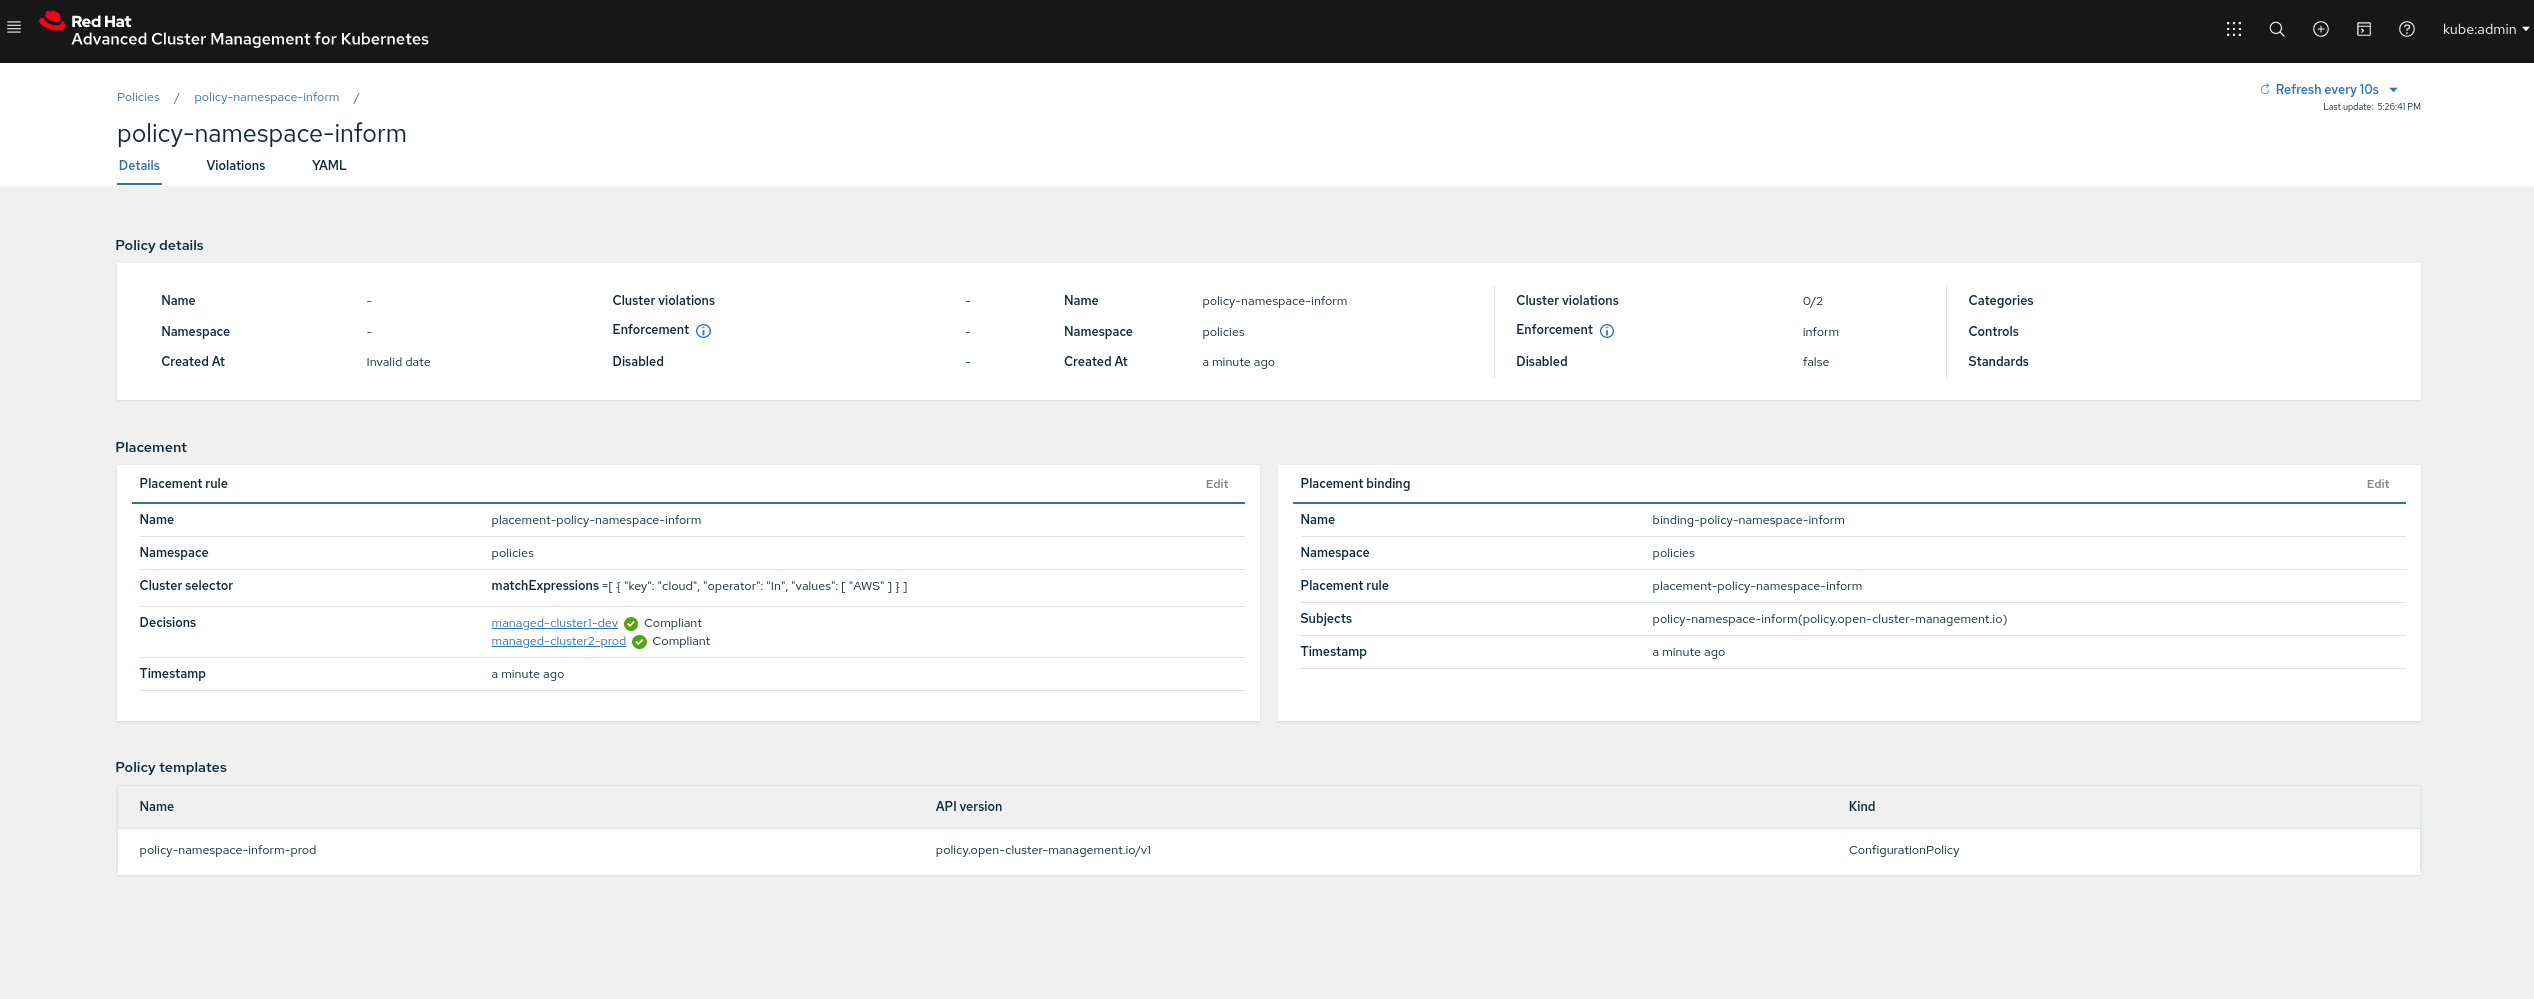 Red Hat
Advanced Cluster Management for Kubernetes
kube:admin
Policies / policy-namespace-inform /
Refresh every 10s
Last update: 5:26:41 PM
policy-namespace-inform
Details Violations YAML
Policy details
Name - Cluster violations - Name policy-namespace-inform Cluster violations 0/2 Categories
Namespace - Enforcement - Namespace policies Enforcement inform Controls
Created At Invalid date Disabled - Created At a minute ago Disabled false Standards
Placement
Placement rule Edit
Name placement-policy-namespace-inform
Namespace policies
Cluster selector matchExpressions =[ { "key": "cloud", "operator": "In", "values": [ "AWS" ] } ]
Decisions managed-cluster1-dev Compliant
managed-cluster2-prod Compliant
Timestamp a minute ago
Placement binding Edit
Name binding-policy-namespace-inform
Namespace policies
Placement rule placement-policy-namespace-inform
Subjects policy-namespace-inform(policy.open-cluster-management.io)
Timestamp a minute ago
Policy templates
Name API version Kind
policy-namespace-inform-prod policy.open-cluster-management.io/v1 ConfigurationPolicy